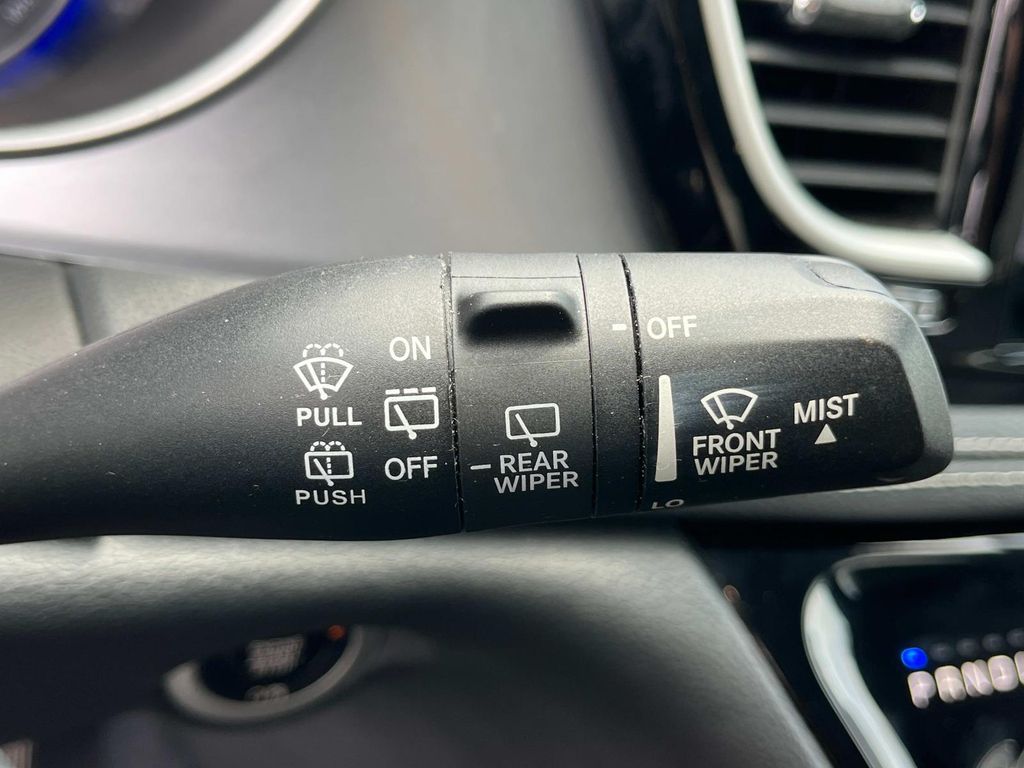 ON
PULL
OFF
PUSH
REAR
WIPER
OFF
FRONT
WIPER
MIST
LO